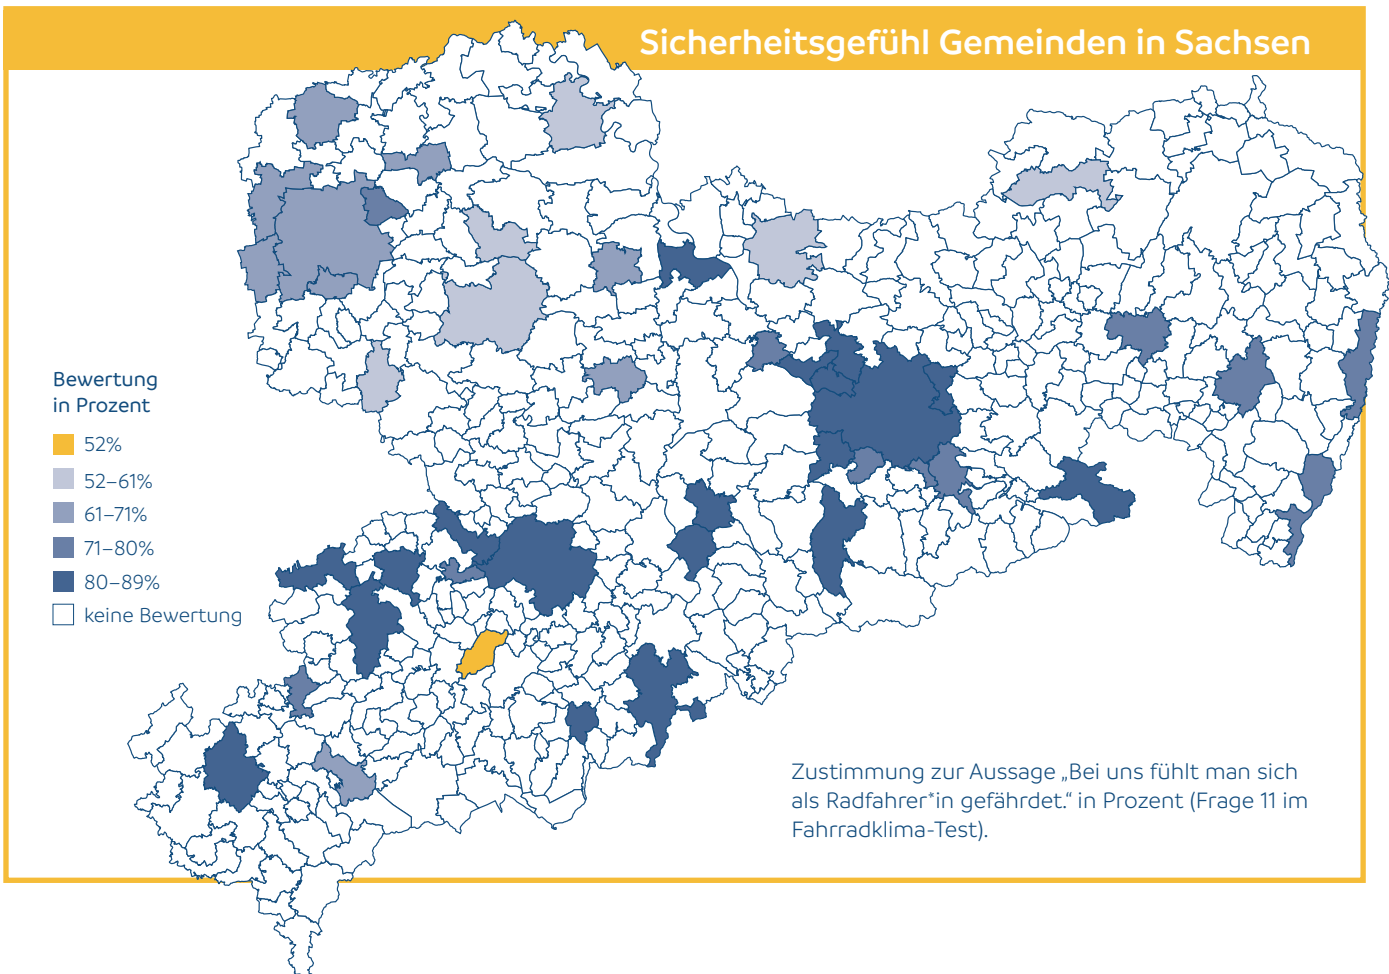 Sicherheitsgefühl Gemeinden in Sachsen
Bewertung
in Prozent
52%
52–61%
61–71%
71–80%
80–89%
keine Bewertung
Zustimmung zur Aussage „Bei uns fühlt man sich
als Radfahrer*in gefährdet.“ in Prozent (Frage 11 im
Fahrradklima-Test).